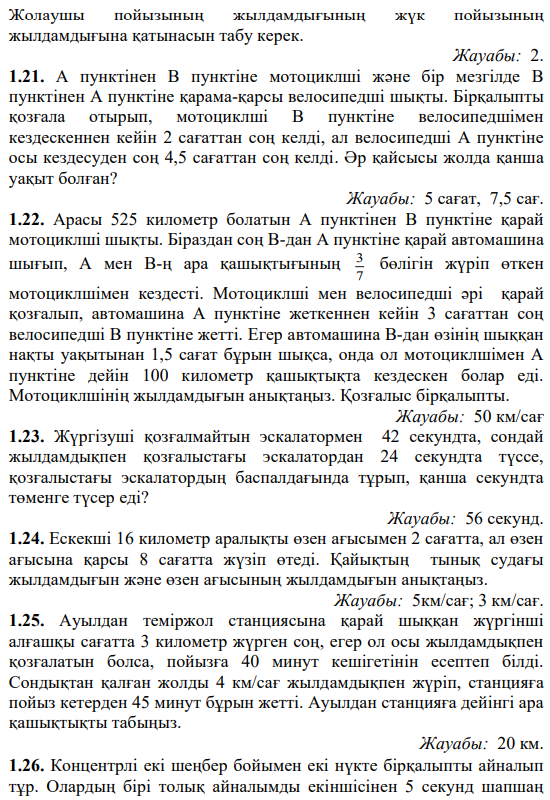 Жолаушы пойызының жылдамдығының жүк пойызының
жылдамдығына қатынасын табу керек.
Жауабы: 2.
1.21. А пунктінен В пунктіне мотоциклші және бір мезгілде В
пунктінен А пунктіне қарама-қарсы велосипедші шықты. Бірқалыпты
қозғала отырып, мотоциклші В пунктіне велосипедшімен
кездескеннен кейін 2 сағаттан соң келді, ал велосипедші А пунктіне
осы кездесуден соң 4,5 сағаттан соң келді. Әр қайсысы жолда қанша
уақыт болған?
Жауабы: 5 сағат, 7,5 сағ.
1.22. Арасы 525 километр болатын А пунктінен В пунктіне қарай
мотоциклші шықты. Біраздан соң В-дан А пунктіне қарай автомашина
шығып, А мен В-ң ара қашықтығының 3/7 бөлігін жүріп өткен
мотоциклшімен кездесті. Мотоциклші мен велосипедші әрі қарай
қозғалып, автомашина А пунктіне жеткеннен кейін 3 сағаттан соң
велосипедші В пунктіне жетті. Егер автомашина В-дан өзінің шыққан
нақты уақытынан 1,5 сағат бұрын шықса, онда ол мотоциклшімен А
пунктіне дейін 100 километр қашықтықта кездескен болар еді.
Мотоциклшінің жылдамдығын анықтаңыз. Қозғалыс бірқалыпты.
Жауабы: 50 км/сағ
1.23. Жүргізуші қозғалмайтын эскалатормен 42 секундта, сондай
жылдамдықпен қозғалыстағы эскалатордан 24 секундта түссе,
қозғалыстағы эскалатордың баспалдағында тұрып, қанша секундта
төменге түсер еді?
Жауабы: 56 секунд.
1.24. Ескекші 16 километр аралықты өзен ағысымен 2 сағатта, ал өзен
ағысына қарсы 8 сағатта жүзіп өтеді. Қайықтың тынық судағы
жылдамдығын және өзен ағысының жылдамдығын анықтаңыз.
Жауабы: 5км/сағ; 3 км/сағ.
1.25. Ауылдан теміржол станциясына қарай шыққан жүргінші
алғашқы сағатта 3 километр жүрген соң, егер ол осы жылдамдықпен
қозғалатын болса, пойызға 40 минут кешігетінін есептеп білді.
Сондықтан қалған жолды 4 км/сағ жылдамдықпен жүріп, станцияға
пойыз кетерден 45 минут бұрын жетті. Ауылдан станцияға дейінгі ара
қашықтықты табыңыз.
Жауабы: 20 км.
1.26. Концентрлі екі шеңбер бойымен екі нүкте бірқалыпты айналып
тұр. Олардың бірі толық айналымды екіншісінен 5 секунд шапшаң